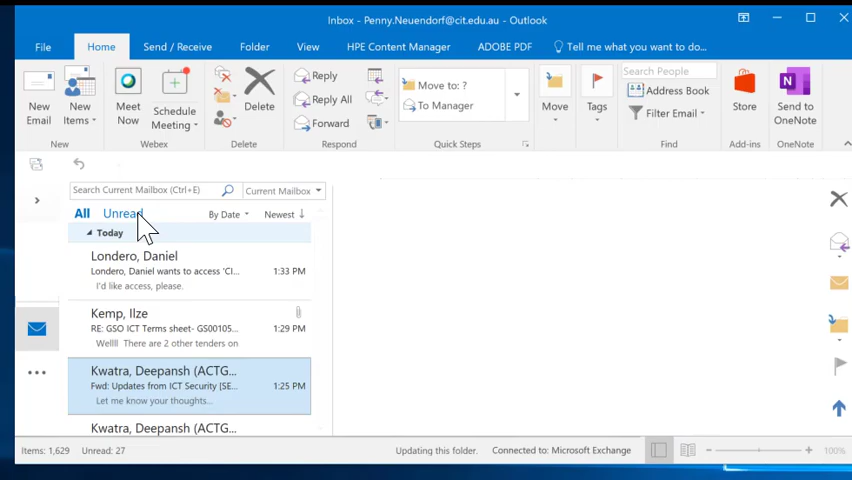 Inbox - Penny.Neuendorf@cit.edu.au - Outlook
File Home Send / Receive Folder View HPE Content Manager ADOBE PDF Tell me what you want to do...
New Email
New Items
Meet Now
Schedule Meeting
Delete
Reply
Reply All
Forward
Move to: ?
To Manager
Move
Tags
Search People
Address Book
Filter Email
Store
Send to OneNote
New Webex Delete Respond Quick Steps Find Add-ins OneNote
Search Current Mailbox (Ctrl+E) Current Mailbox
All Unread By Date Newest
Today
Londero, Daniel
Londero, Daniel wants to access 'CI... 1:33 PM
I'd like access, please.
Kemp, Ilze
RE: GSO ICT Terms sheet- GS00105... 1:29 PM
Wellll There are 2 other tenders on
Kwatra, Deepansh (ACTG...
Fwd: Updates from ICT Security [SE... 1:25 PM
Let me know your thoughts...
Kwatra, Deepansh (ACTG...
Items: 1,629 Unread: 27 Updating this folder. Connected to: Microsoft Exchange 100%